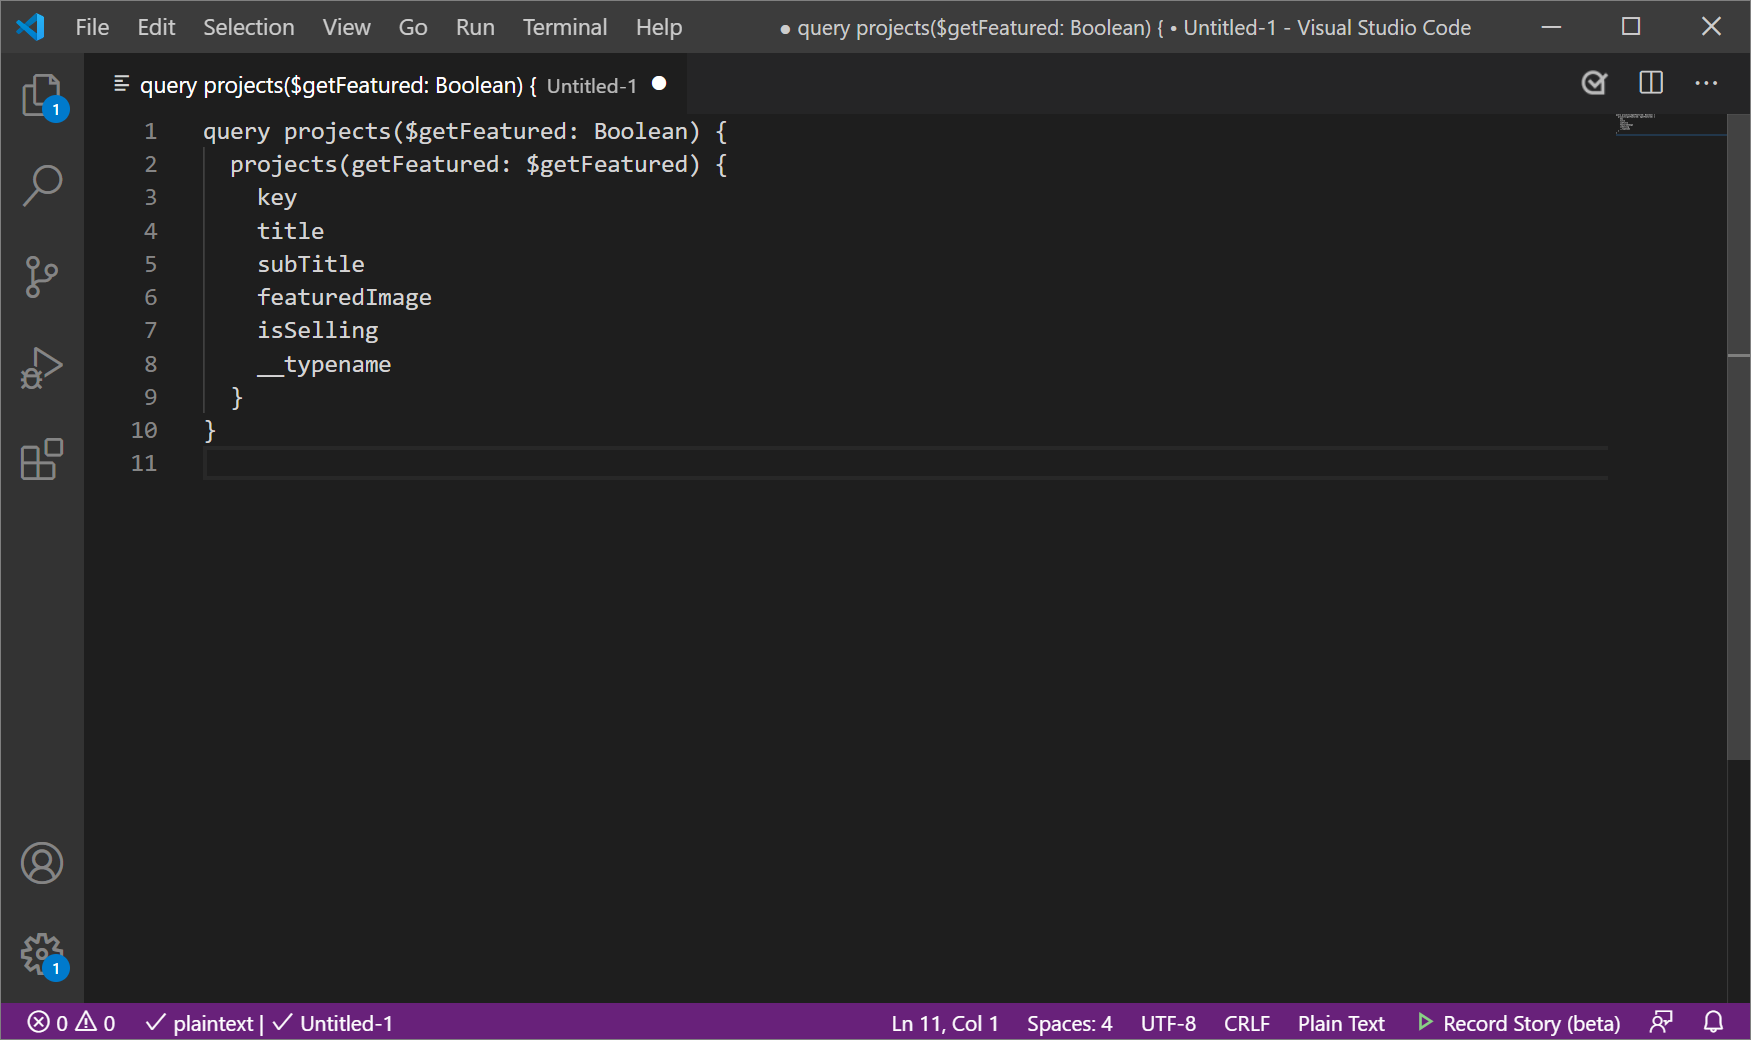 File Edit Selection View Go Run Terminal Help ● query projects($getFeatured: Boolean) { • Untitled-1 - Visual Studio Code
query projects($getFeatured: Boolean) { Untitled-1 ●
1 query projects($getFeatured: Boolean) {
2 projects(getFeatured: $getFeatured) {
3 key
4 title
5 subTitle
6 featuredImage
7 isSelling
8 __typename
9 }
10 }
11
1
1
0 0 plaintext | Untitled-1 Ln 11, Col 1 Spaces: 4 UTF-8 CRLF Plain Text Record Story (beta)